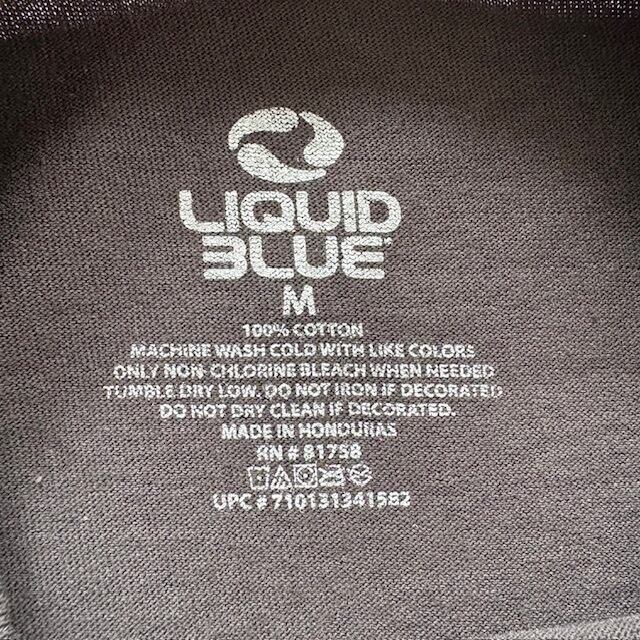 LIQUID
BLUE
M
100% COTTON
MACHINE WASH COLD WITH LIKE COLORS
ONLY NON-CHLORINE BLEACH WHEN NEEDED
TUMBLE DRY LOW. DO NOT IRON IF DECORATED
DO NOT DRY CLEAN IF DECORATED.
MADE IN HONDURAS
RN # 81758
UPC # 710131341582